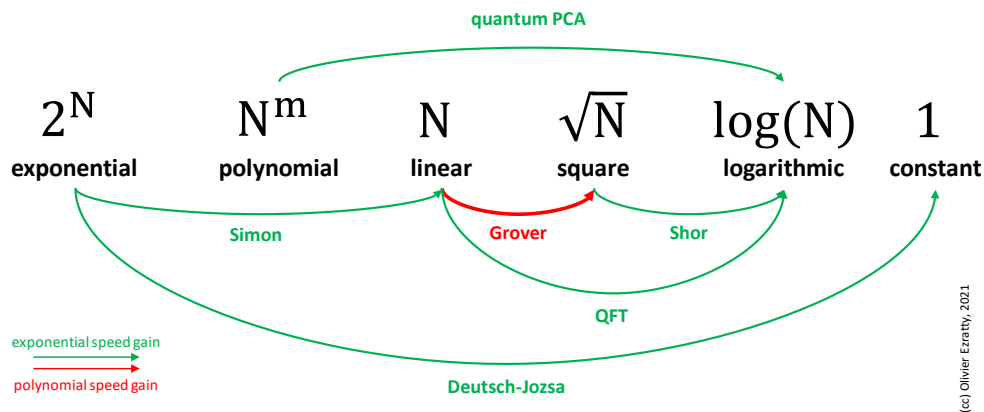 quantum PCA
2^N N^m N √N log(N) 1
exponential polynomial linear square logarithmic constant
Simon Grover Shor
QFT
exponential speed gain
polynomial speed gain
Deutsch-Jozsa
(cc) Olivier Ezratty, 2021